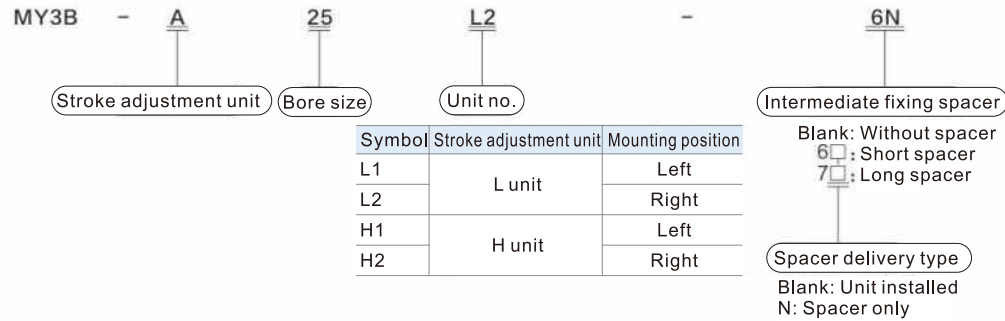 MY3B - A 25 L2 - 6N
Stroke adjustment unit
Bore size
Unit no.
Intermediate fixing spacer
Blank: Without spacer
6□: Short spacer
7□: Long spacer
Symbol Stroke adjustment unit Mounting position
L1 L unit Left
L2 Right
H1 H unit Left
H2 Right
Spacer delivery type
Blank: Unit installed
N: Spacer only